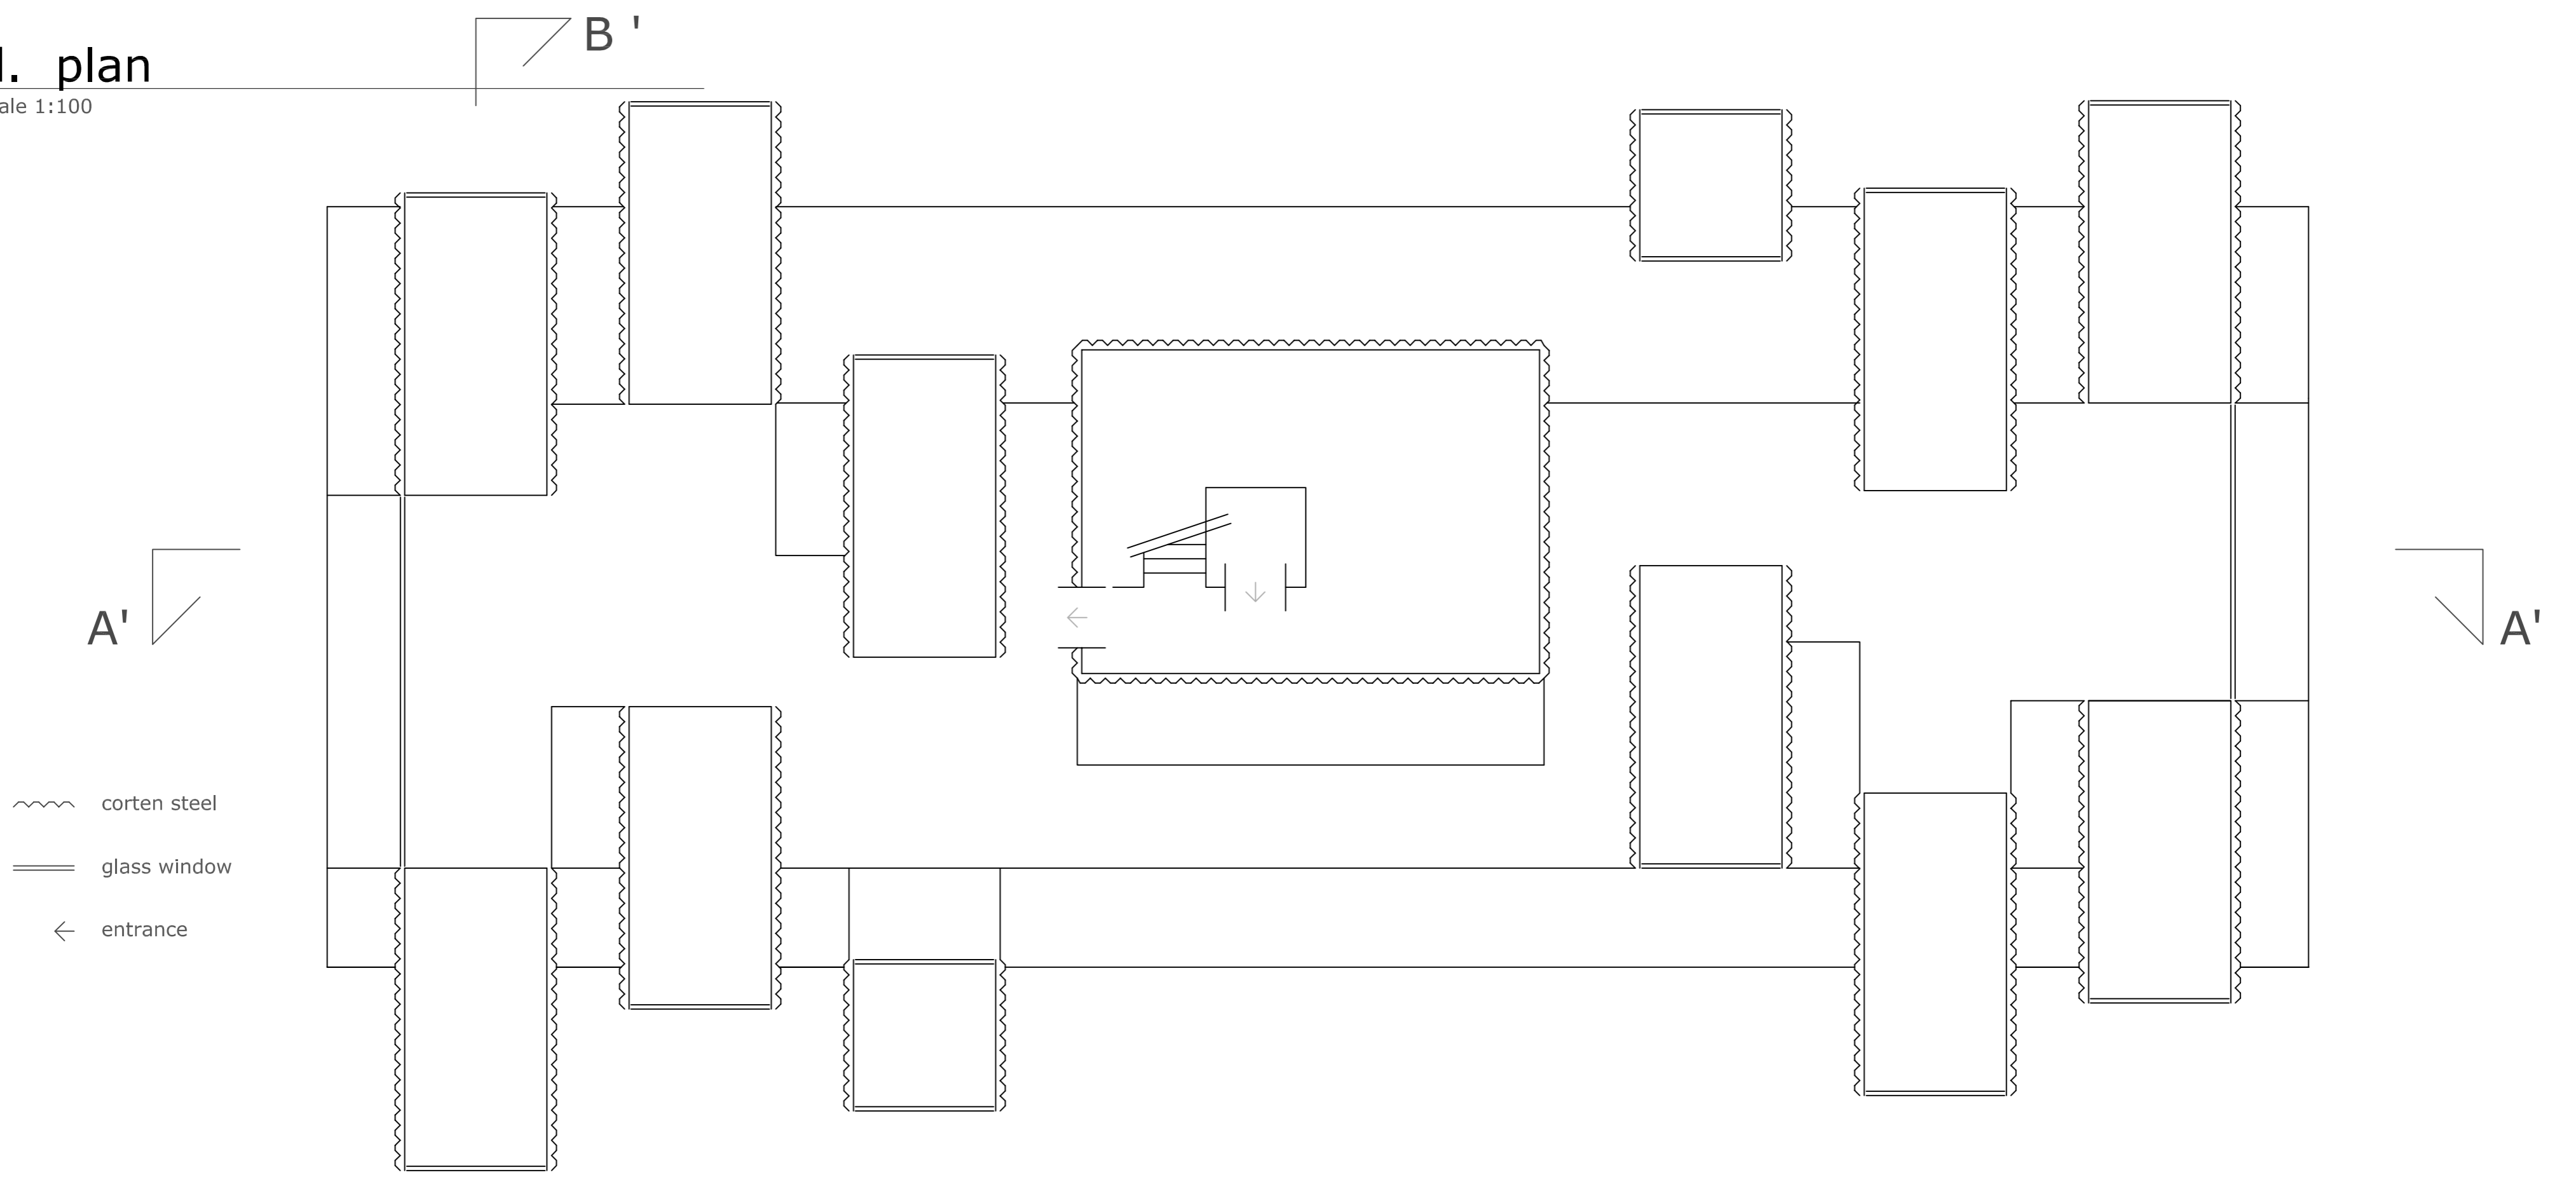 B '
. plan
ale 1:100
A'
A'
corten steel
glass window
entrance